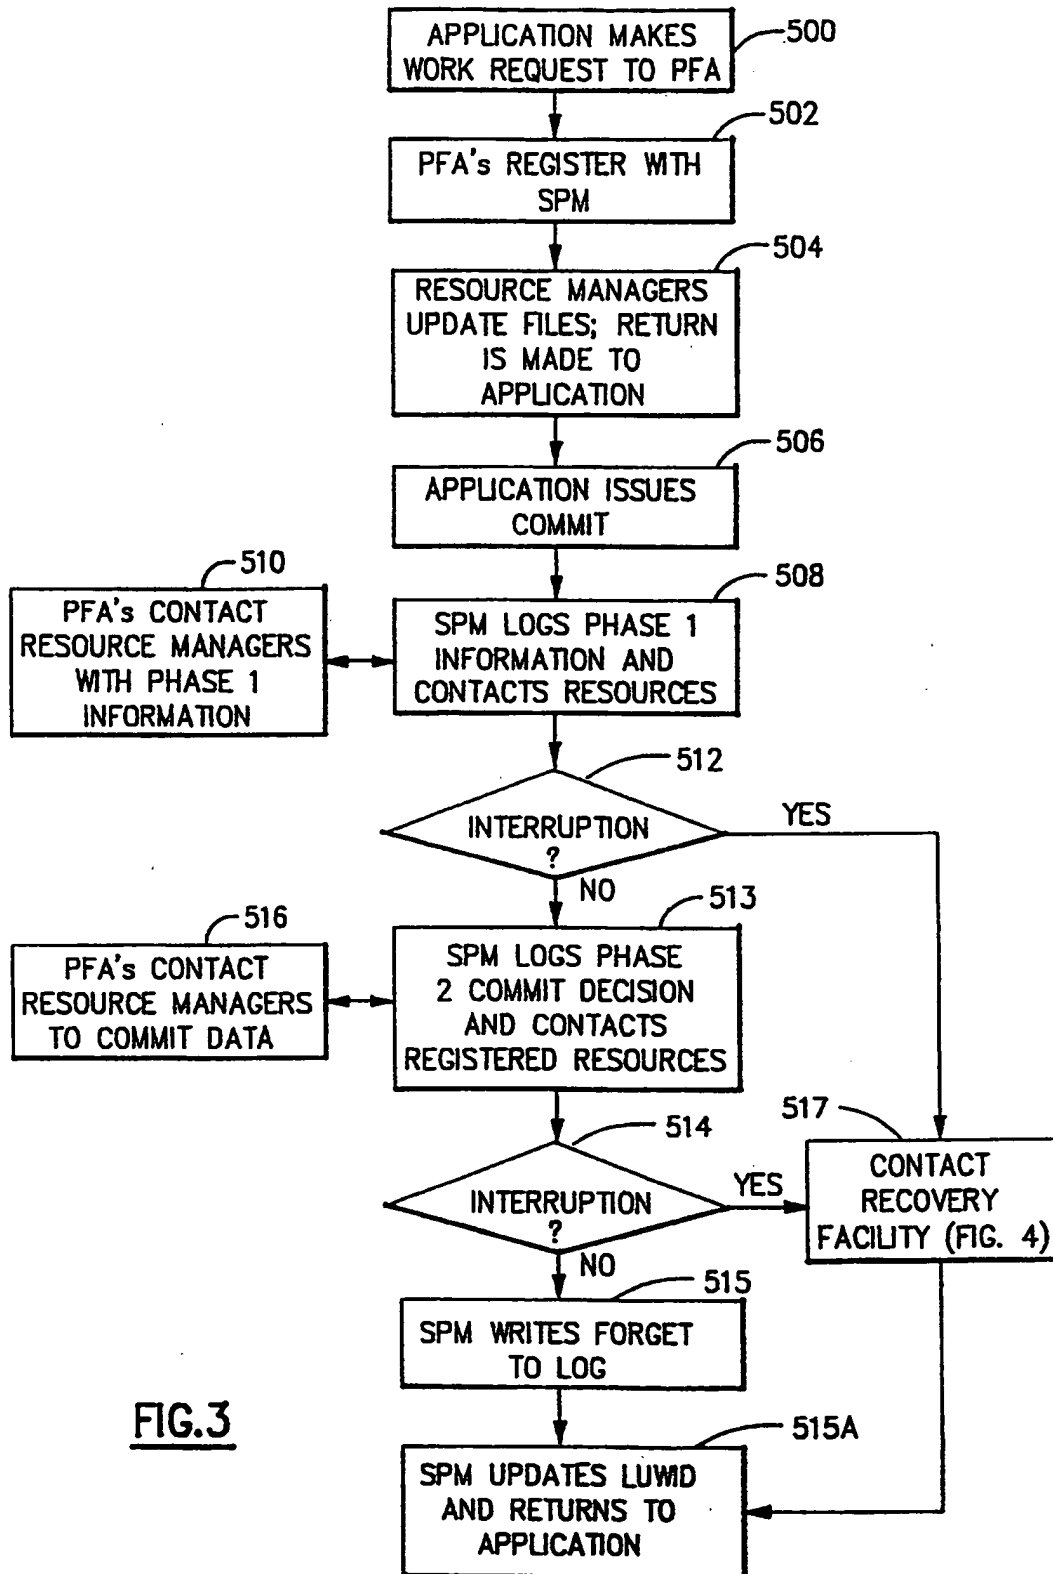 APPLICATION MAKES
WORK REQUEST TO PFA
500
502
PFA's REGISTER WITH
SPM
504
RESOURCE MANAGERS
UPDATE FILES; RETURN
IS MADE TO
APPLICATION
506
APPLICATION ISSUES
COMMIT
510
PFA's CONTACT
RESOURCE MANAGERS
WITH PHASE 1
INFORMATION
508
SPM LOGS PHASE 1
INFORMATION AND
CONTACTS RESOURCES
512
INTERRUPTION
?
YES
NO
516
PFA's CONTACT
RESOURCE MANAGERS
TO COMMIT DATA
513
SPM LOGS PHASE
2 COMMIT DECISION
AND CONTACTS
REGISTERED RESOURCES
514
INTERRUPTION
?
YES
NO
517
CONTACT
RECOVERY
FACILITY (FIG. 4)
515
SPM WRITES FORGET
TO LOG
515A
SPM UPDATES LUWID
AND RETURNS TO
APPLICATION
FIG.3